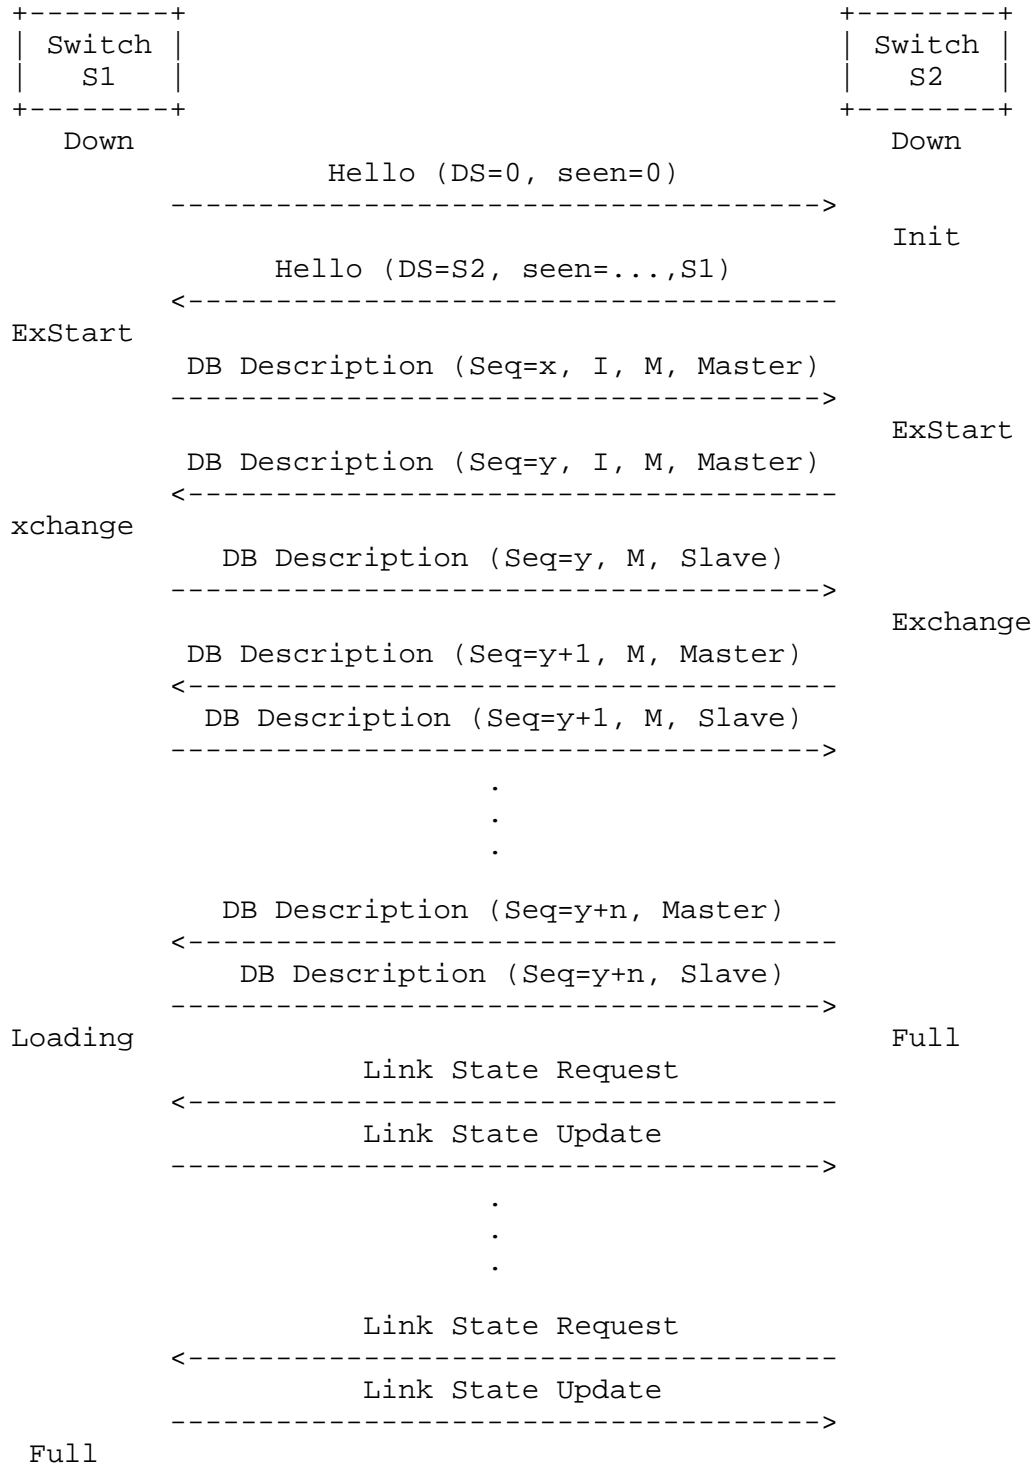 +--------+                                      +--------+
| Switch |                                      | Switch |
|   S1   |                                      |   S2   |
+--------+                                      +--------+
   Down                                            Down
Hello (DS=0, seen=0)
------------------------------------->
Init
Hello (DS=S2, seen=...,S1)
<-------------------------------------
ExStart
DB Description (Seq=x, I, M, Master)
------------------------------------->
ExStart
DB Description (Seq=y, I, M, Master)
<-------------------------------------
xchange
DB Description (Seq=y, M, Slave)
------------------------------------->
Exchange
DB Description (Seq=y+1, M, Master)
<-------------------------------------
DB Description (Seq=y+1, M, Slave)
------------------------------------->
.
.
.
DB Description (Seq=y+n, Master)
<-------------------------------------
DB Description (Seq=y+n, Slave)
------------------------------------->
Loading                                            Full
Link State Request
<-------------------------------------
Link State Update
------------------------------------->
.
.
.
Link State Request
<-------------------------------------
Link State Update
------------------------------------->
Full